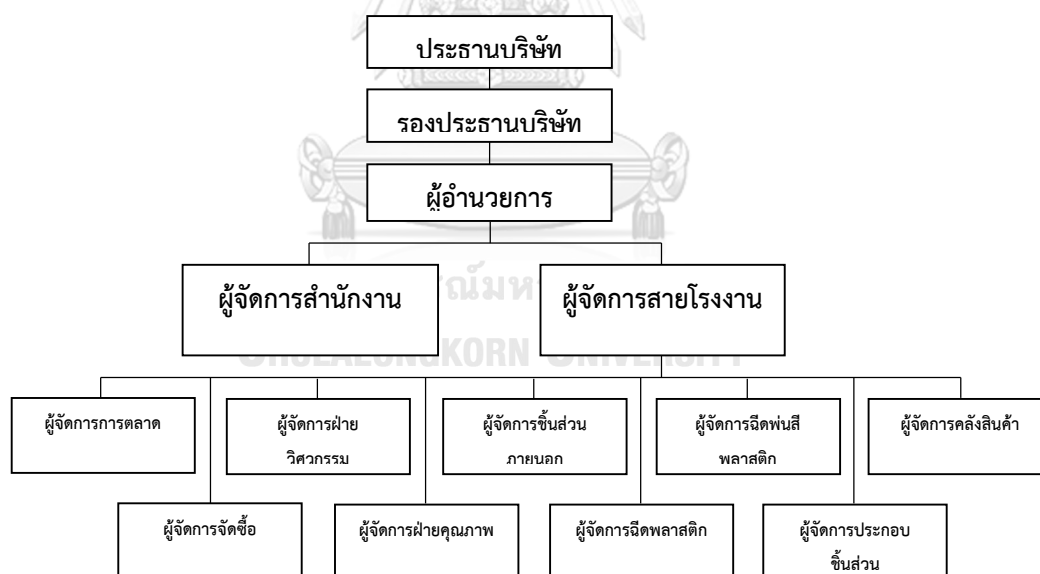 ประธานบริษัท
รองประธานบริษัท
ผู้อำนวยการ
ผู้จัดการสำนักงาน
ผู้จัดการสายโรงงาน
KORN
ผู้จัดการการตลาด
ผู้จัดการฝ่าย
วิศวกรรม
ผู้จัดการชิ้นส่วน
ภายนอก
ผู้จัดการฉีดพ่นสี
พลาสติก
ผู้จัดการคลังสินค้า
ผู้จัดการจัดซื้อ
ผู้จัดการฝ่ายคุณภาพ
ผู้จัดการฉีดพลาสติก
ผู้จัดการประกอบ
ชิ้นส่วน